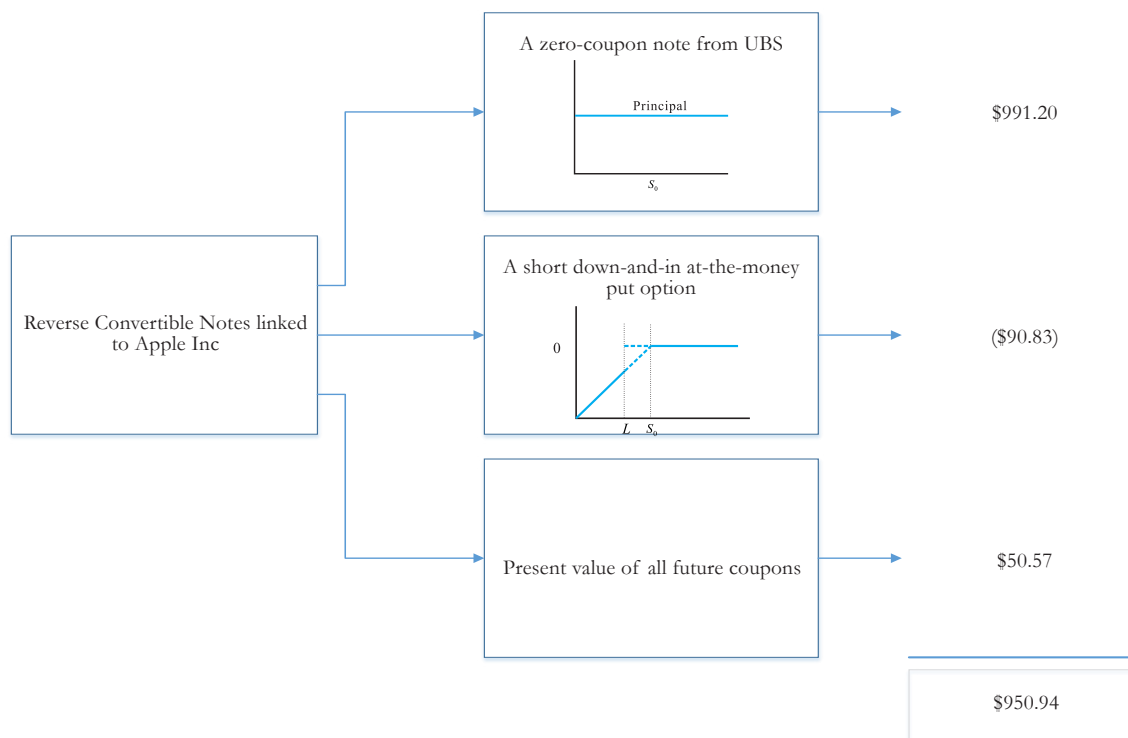 A zero-coupon note from UBS
Principal
S₀
$991.20
Reverse Convertible Notes linked
to Apple Inc
A short down-and-in at-the-money
put option
0
L S₀
($90.83)
Present value of all future coupons
$50.57
$950.94